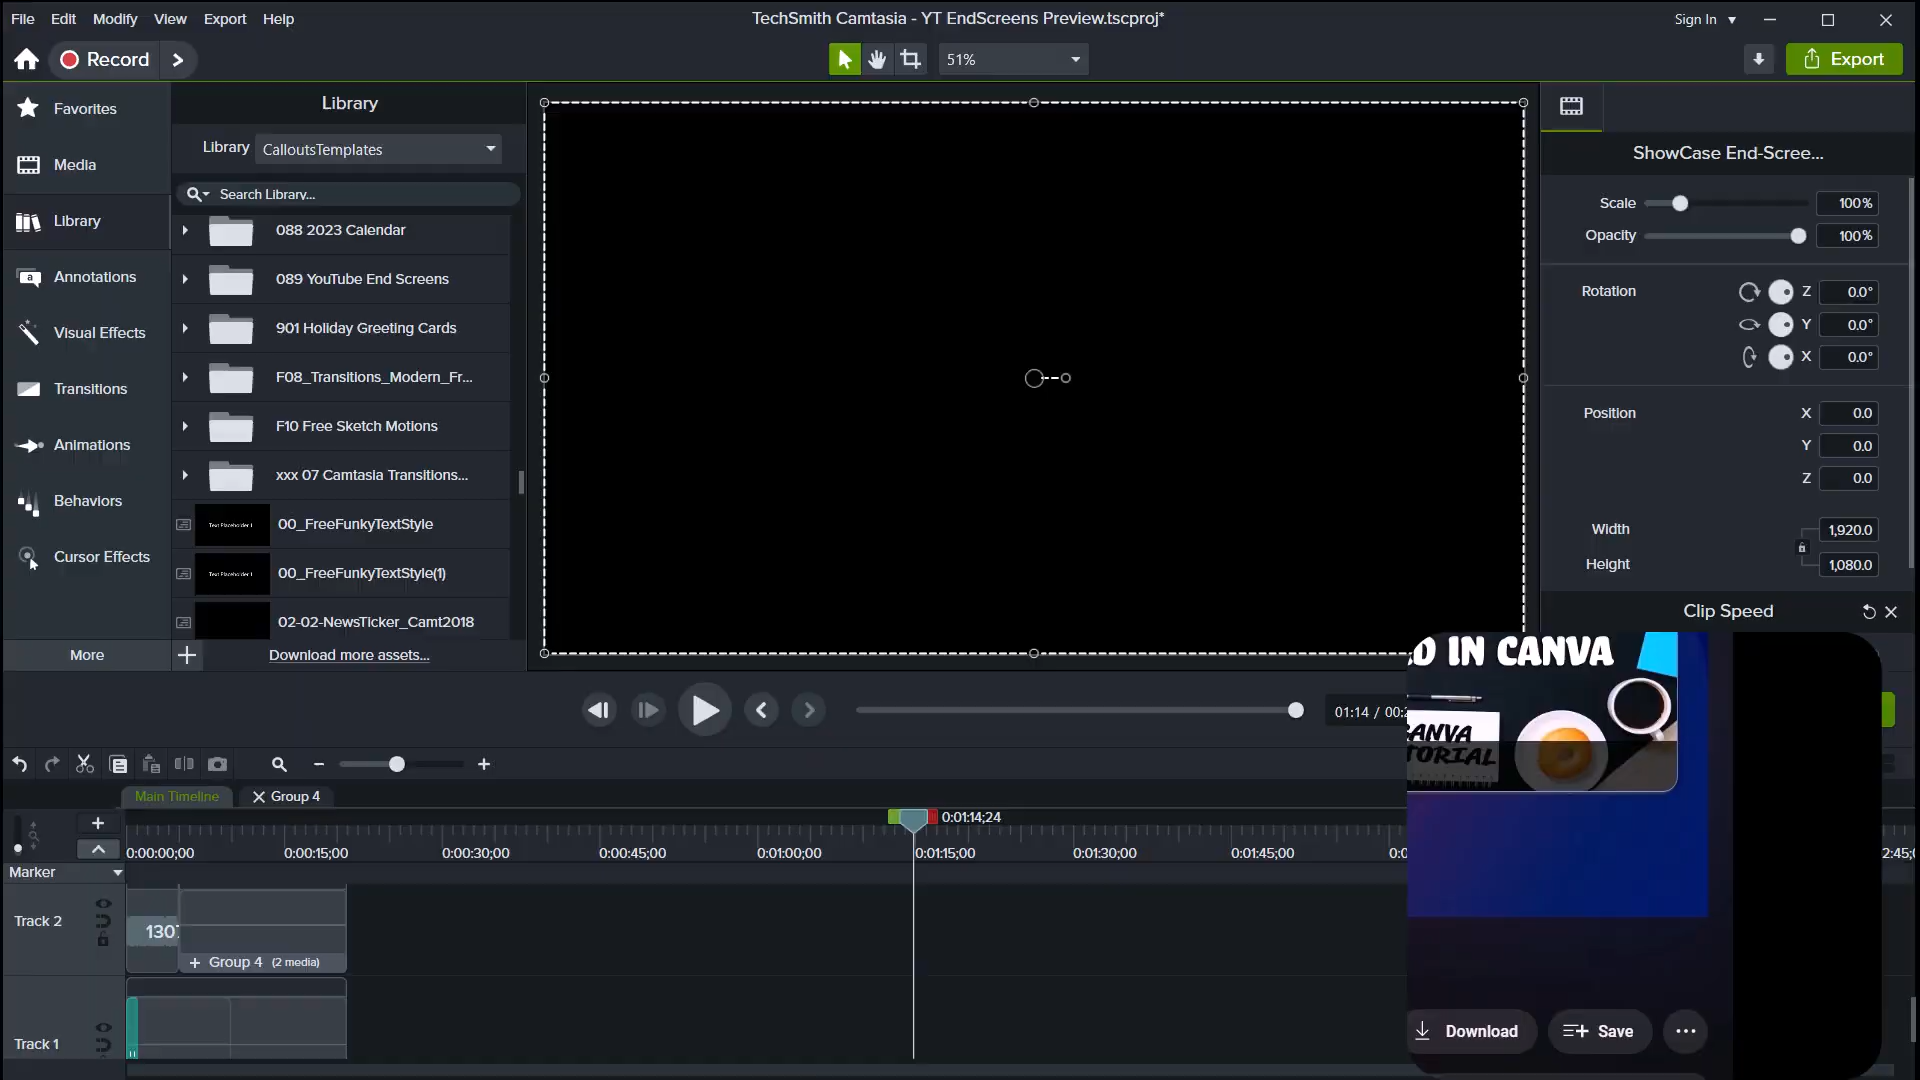 File Edit Modify View Export Help
TechSmith Camtasia - YT EndScreens Preview.tscproj*
Sign In
Record
51%
Export
Favorites
Media
Library
Annotations
Visual Effects
Transitions
Animations
Behaviors
Cursor Effects
More
Library
Library CalloutsTemplates
Search Library...
088 2023 Calendar
089 YouTube End Screens
901 Holiday Greeting Cards
F08_Transitions_Modern_Fr...
F10 Free Sketch Motions
xxx 07 Camtasia Transitions...
00_FreeFunkyTextStyle
00_FreeFunkyTextStyle(1)
02-02-NewsTicker_Camt2018
Download more assets...
ShowCase End-Scree...
Scale 100%
Opacity 100%
Rotation Z 0.0°
Y 0.0°
X 0.0°
Position X 0.0
Y 0.0
Z 0.0
Width 1,920.0
Height 1,080.0
Clip Speed
D IN CANVA
ANVA
TORIAL
Download Save
01:14 / 00:
Main Timeline Group 4
0:01:14;24
0:00:00;00 0:00:15;00 0:00:30;00 0:00:45;00 0:01:00;00 0:01:15;00 0:01:30;00 0:01:45;00 0:0 2:45;
Marker
Track 2
130
Group 4 (2 media)
Track 1